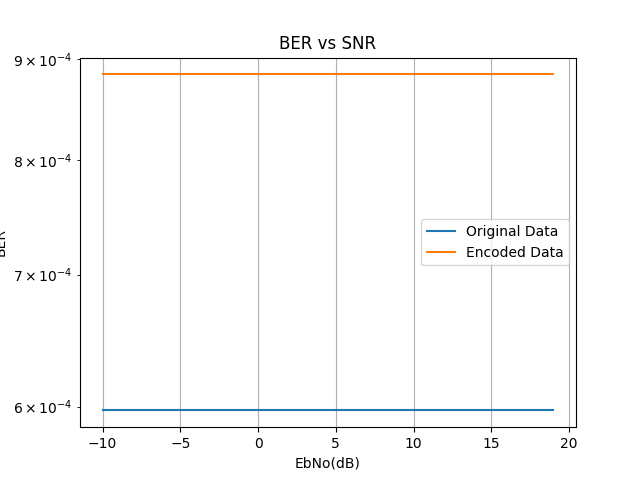 BER vs SNR
9 × 10⁻⁴
8 × 10⁻⁴
7 × 10⁻⁴
6 × 10⁻⁴
BER
Original Data
Encoded Data
−10 −5 0 5 10 15 20
EbNo(dB)